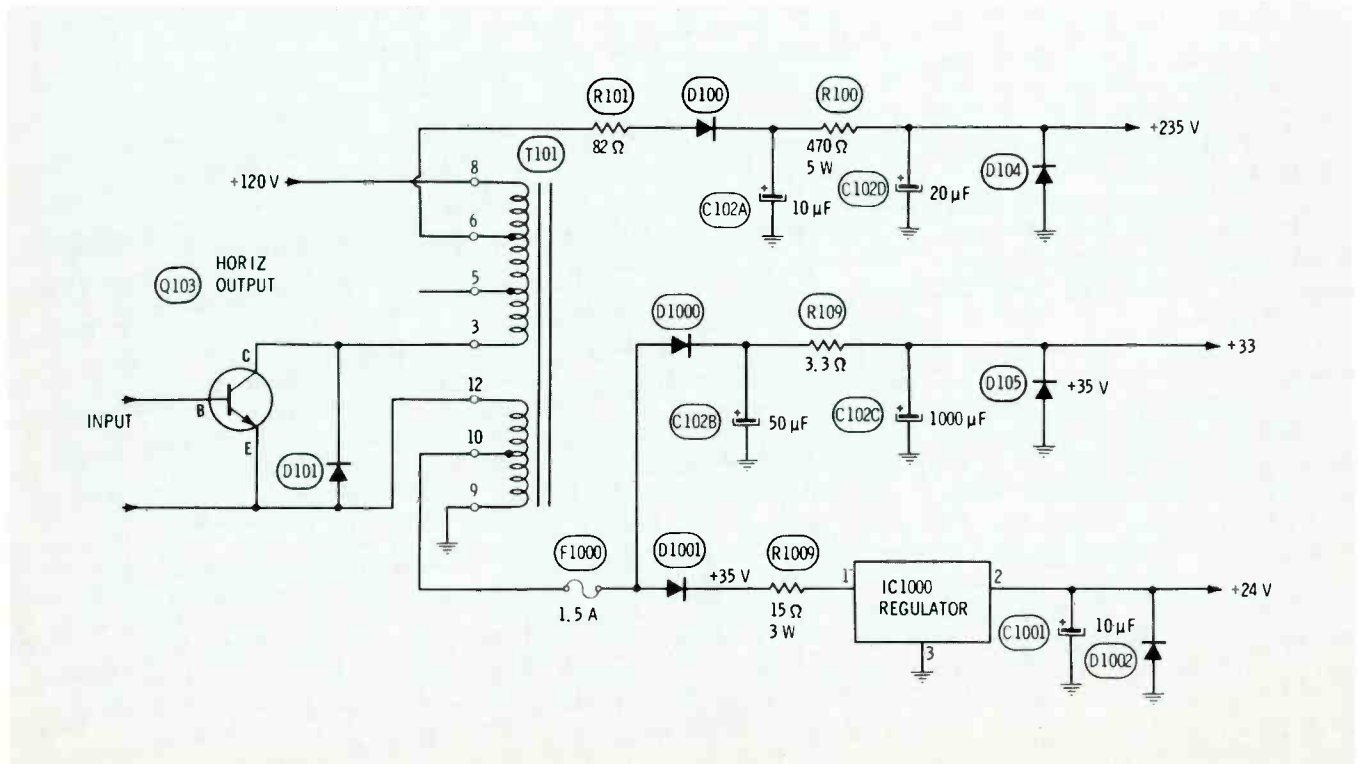 R101
D100
R100
82 Ω
470 Ω
5 W
+235 V
T101
+120 V
8
6
5
3
C102A
10 µF
C102D
20 µF
D104
Q103
HORIZ
OUTPUT
D1000
R109
3.3 Ω
+33
C
B
E
INPUT
D101
12
10
9
C102B
50 µF
C102C
1000 µF
D105
+35 V
F1000
1.5 A
D1001
+35 V
R1009
15 Ω
3 W
1
IC1000
REGULATOR
2
3
+24 V
C1001
10 µF
D1002